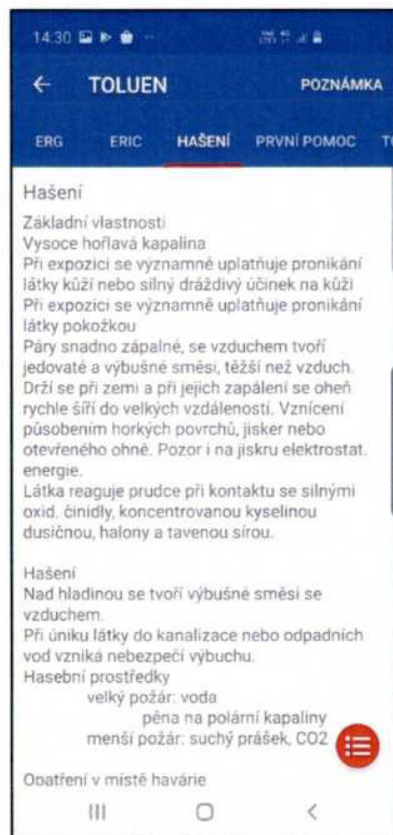 14:30
TOLUEN POZNÁMKA
ERG ERIC HAŠENÍ PRVNÍ POMOC
Hašení
Základní vlastnosti
Vysoce hořlavá kapalina
Při expozici se významně uplatňuje pronikání
látky kůží nebo silný dráždivý účinek na kůži
Při expozici se významně uplatňuje pronikání
látky pokožkou
Páry snadno zápalné, se vzduchem tvoří
jedovaté a výbušné směsi, těžší než vzduch.
Drží se při zemi a při jejich zapálení se oheň
rychle šíří do velkých vzdáleností. Vznícení
působením horkých povrchů, jisker nebo
otevřeného ohně. Pozor i na jiskru elektrostat.
energie.
Látka reaguje prudce při kontaktu se silnými
oxid. činidly, koncentrovanou kyselinou
dusičnou, halony a tavenou sírou.
Hašení
Nad hladinou se tvoří výbušné směsi se
vzduchem.
Při úniku látky do kanalizace nebo odpadních
vod vzniká nebezpečí výbuchu.
Hasební prostředky
velký požár: voda
pěna na polární kapaliny
menší požár: suchý prášek, CO2
Opatření v místě havárie